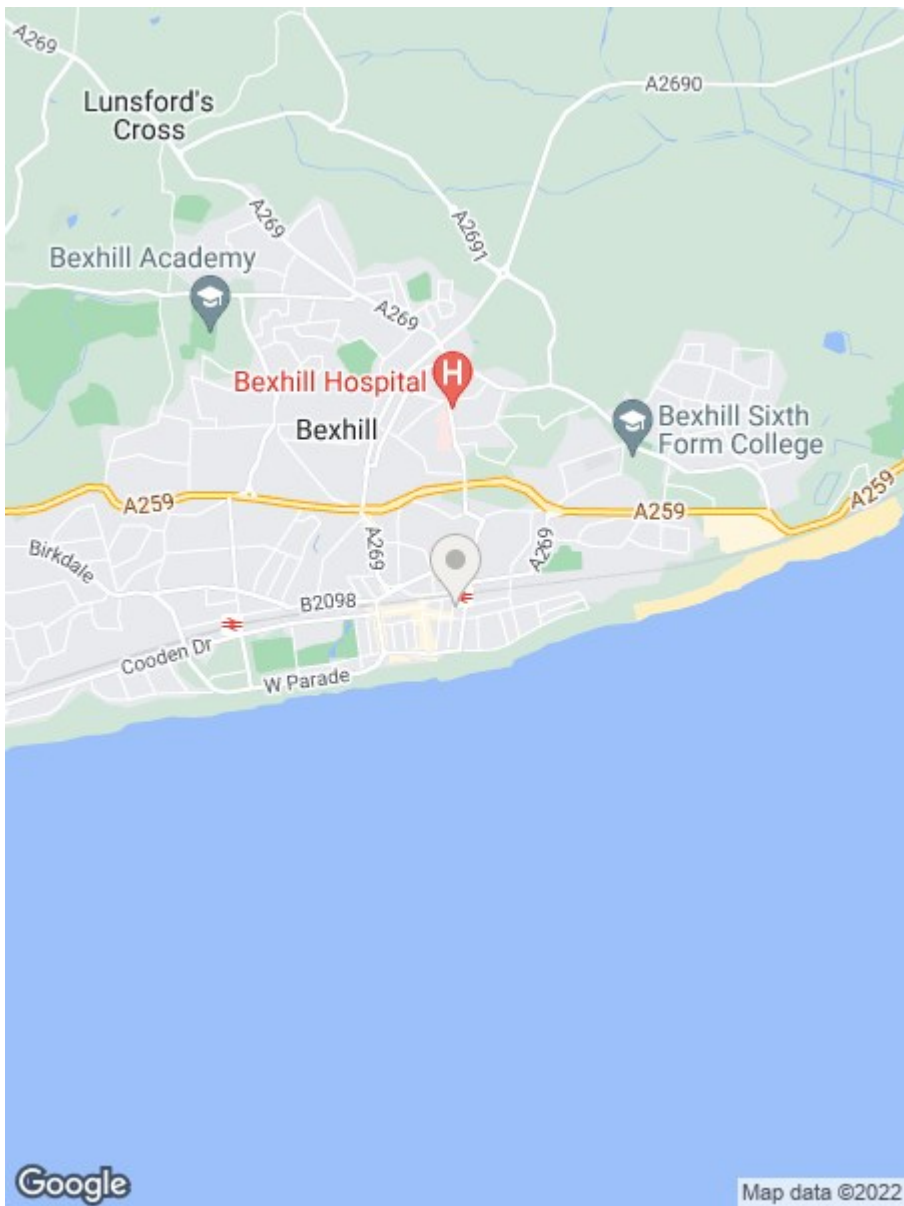 A269
A2690
Lunsford's
Cross
A269
A2691
Bexhill Academy
A269
Bexhill Hospital
H
Bexhill
Bexhill Sixth
Form College
A259
A259
A259
Birkdale
A269
A269
B2098
Cooden Dr
W Parade
Google
Map data ©2022